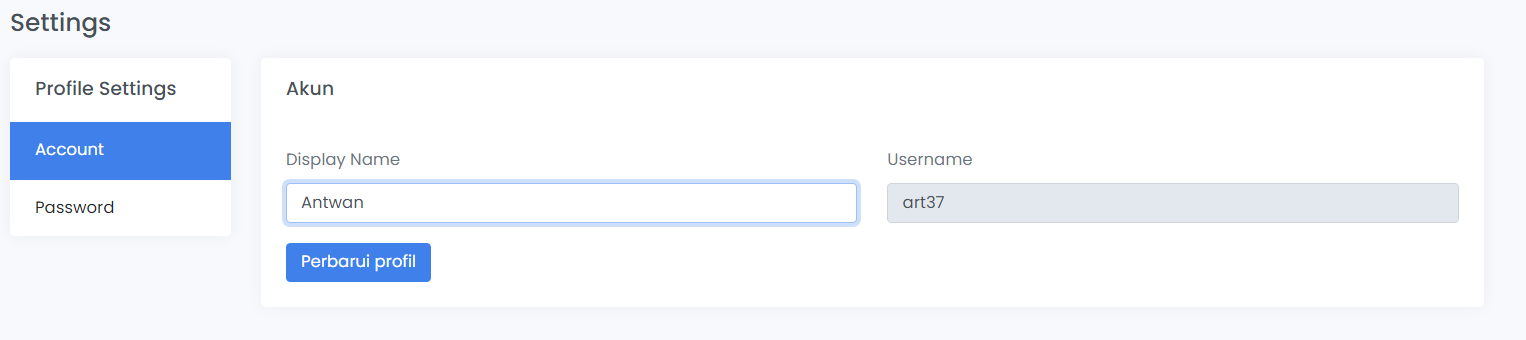 Settings
Profile Settings
Account
Password
Akun
Display Name
Antwan
Username
art37
Perbarui profil